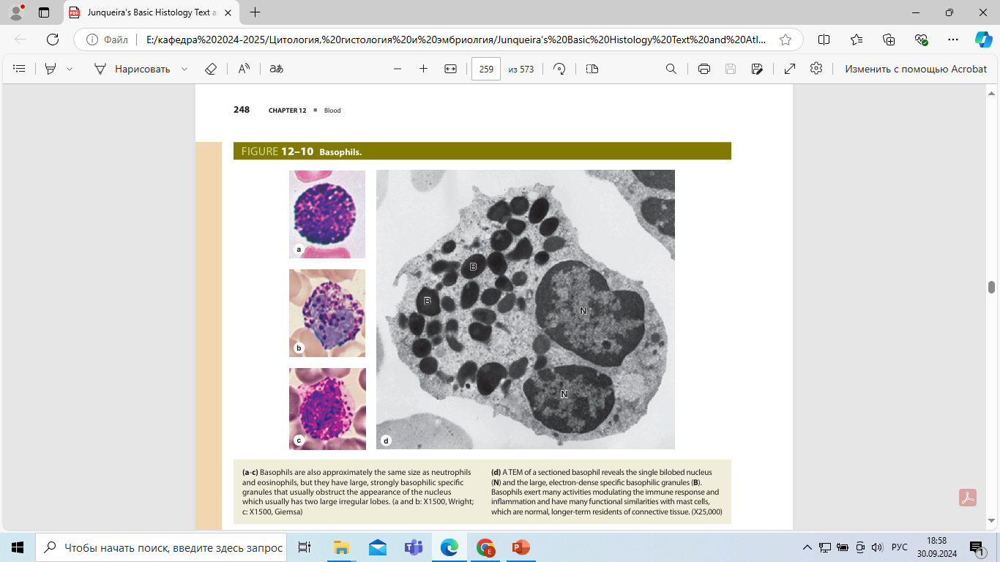 Junqueira's Basic Histology Text a
Файл
E:/кафедра%202024-2025/Цитология,%20гистология%20и%20эмбриолгия/Junqueira's%20Basic%20Histology%20Text%20and%20Atl...
Нарисовать
аあ
259 из 573
Изменить с помощью Acrobat
248 CHAPTER 12 ■ Blood
FIGURE 12–10 Basophils.
a
b
c
B
B
N
N
d
(a-c) Basophils are also approximately the same size as neutrophils
and eosinophils, but they have large, strongly basophilic specific
granules that usually obstruct the appearance of the nucleus
which usually has two large irregular lobes. (a and b: X1500, Wright;
c: X1500, Giemsa)
(d) A TEM of a sectioned basophil reveals the single bilobed nucleus
(N) and the large, electron-dense specific basophilic granules (B).
Basophils exert many activities modulating the immune response and
inflammation and have many functional similarities with mast cells,
which are normal, longer-term residents of connective tissue. (X25,000)
Чтобы начать поиск, введите здесь запрос
РУС
18:58
30.09.2024
1